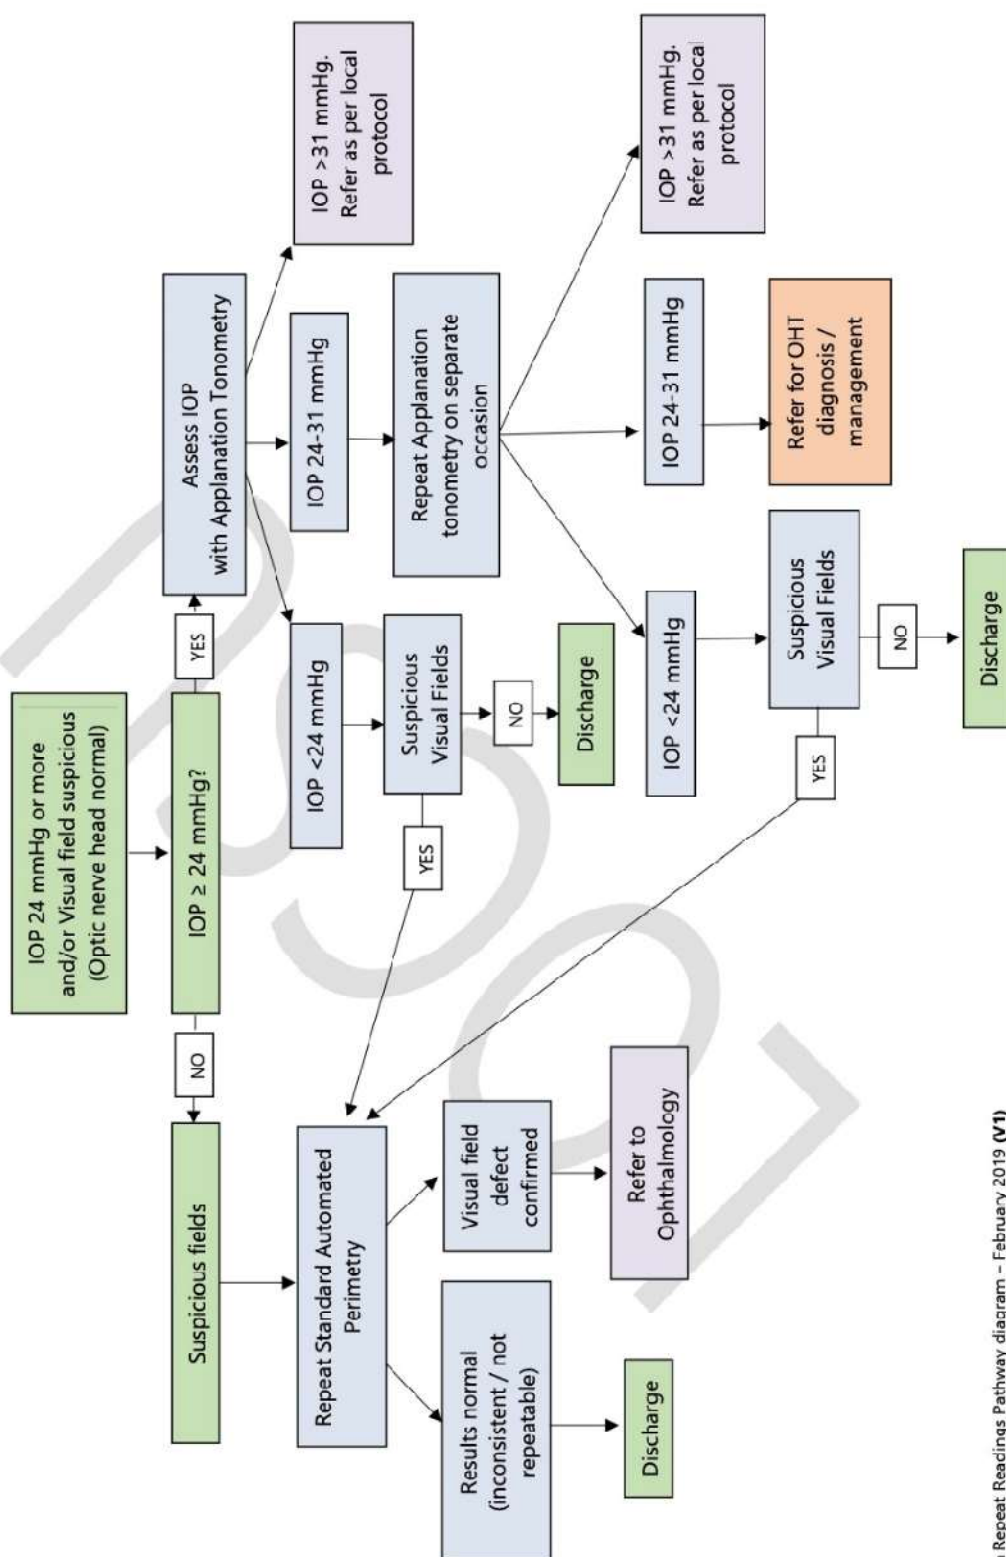 IOP 24 mmHg or more
and/or Visual field suspicious
(Optic nerve head normal)
IOP ≥ 24 mmHg?
NO
YES
Suspicious fields
Assess IOP
with Applanation Tonometry
Repeat Standard Automated
Perimetry
IOP <24 mmHg
IOP 24-31 mmHg
IOP >31 mmHg.
Refer as per local
protocol
Suspicious
Visual Fields
YES
NO
Discharge
Repeat Applanation
tonometry on separate
occasion
Results normal
(inconsistent / not
repeatable)
Discharge
Visual field
defect
confirmed
Refer to
Ophthalmology
IOP <24 mmHg
IOP 24-31 mmHg
IOP >31 mmHg.
Refer as per local
protocol
Suspicious
Visual Fields
YES
NO
Discharge
Refer for OHT
diagnosis /
management
Repeat Readings Pathway diagram – February 2019 (V1)